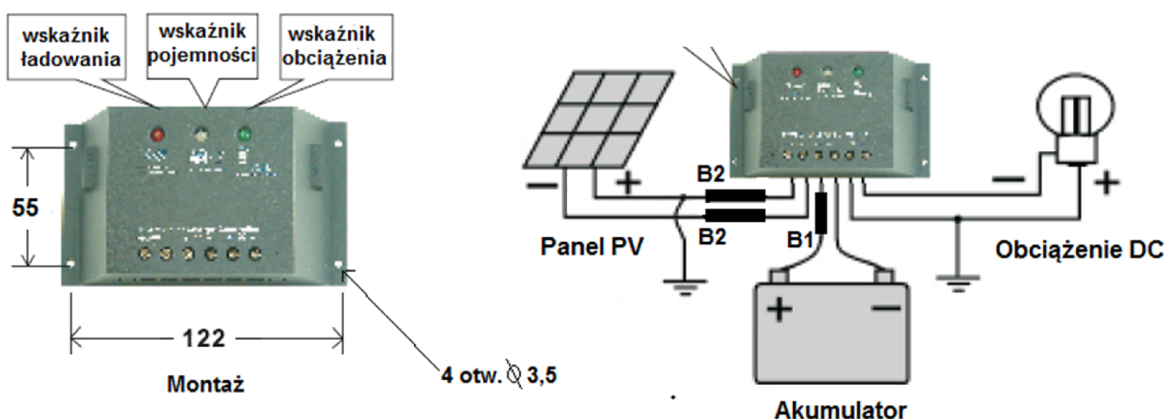 wskaźnik
ładowania
wskaźnik
pojemności
wskaźnik
obciążenia
55
122
Montaż
4 otw. ϕ 3,5
B2
B2
B1
Panel PV
Obciążenie DC
Akumulator
− +
− +
+ −